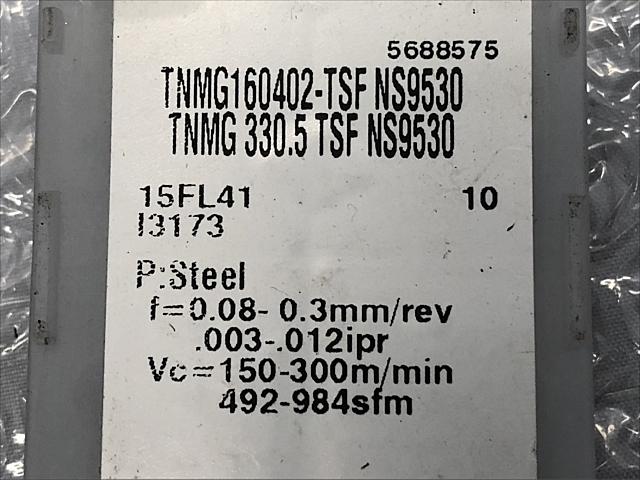 5688575
TNMG160402-TSF NS9530
TNMG 330.5 TSF NS9530
15FL41 10
I3173
P:Steel
f=0.08- 0.3mm/rev
.003-.012ipr
Vc=150-300m/min
492-984sfm